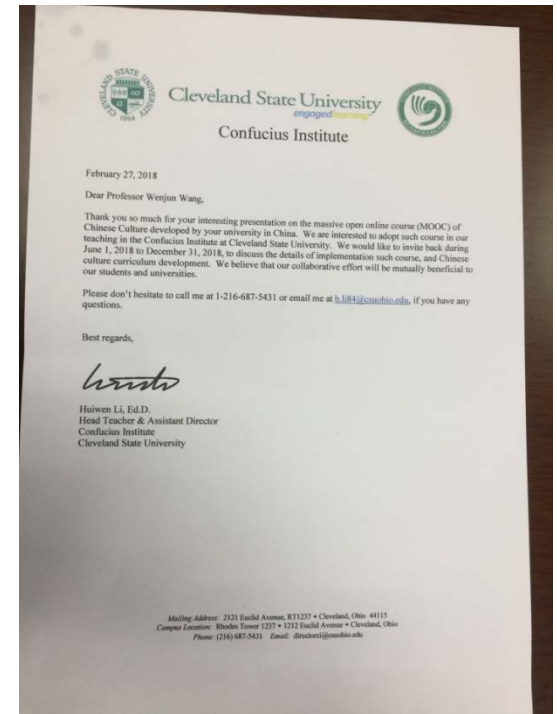 CLEVELAND STATE UNIVERSITY
1964
Cleveland State University
engagedlearning
Confucius Institute
February 27, 2018
Dear Professor Wenjun Wang,
Thank you so much for your interesting presentation on the massive open online course (MOOC) of
Chinese Culture developed by your university in China. We are interested to adopt such course in our
teaching in the Confucius Institute at Cleveland State University. We would like to invite back during
June 1, 2018 to December 31, 2018, to discuss the details of implementation such course, and Chinese
culture curriculum development. We believe that our collaborative effort will be mutually beneficial to
our students and universities.
Please don't hesitate to call me at 1-216-687-5431 or email me at h.li84@csuohio.edu, if you have any
questions.
Best regards,
Huiwen Li, Ed.D.
Head Teacher & Assistant Director
Confucius Institute
Cleveland State University
Mailing Address: 2121 Euclid Avenue, RT1237 • Cleveland, Ohio 44115
Campus Location: Rhodes Tower 1237 • 1212 Euclid Avenue • Cleveland, Ohio
Phone: (216) 687-5431 Email: directorci@csuohio.edu